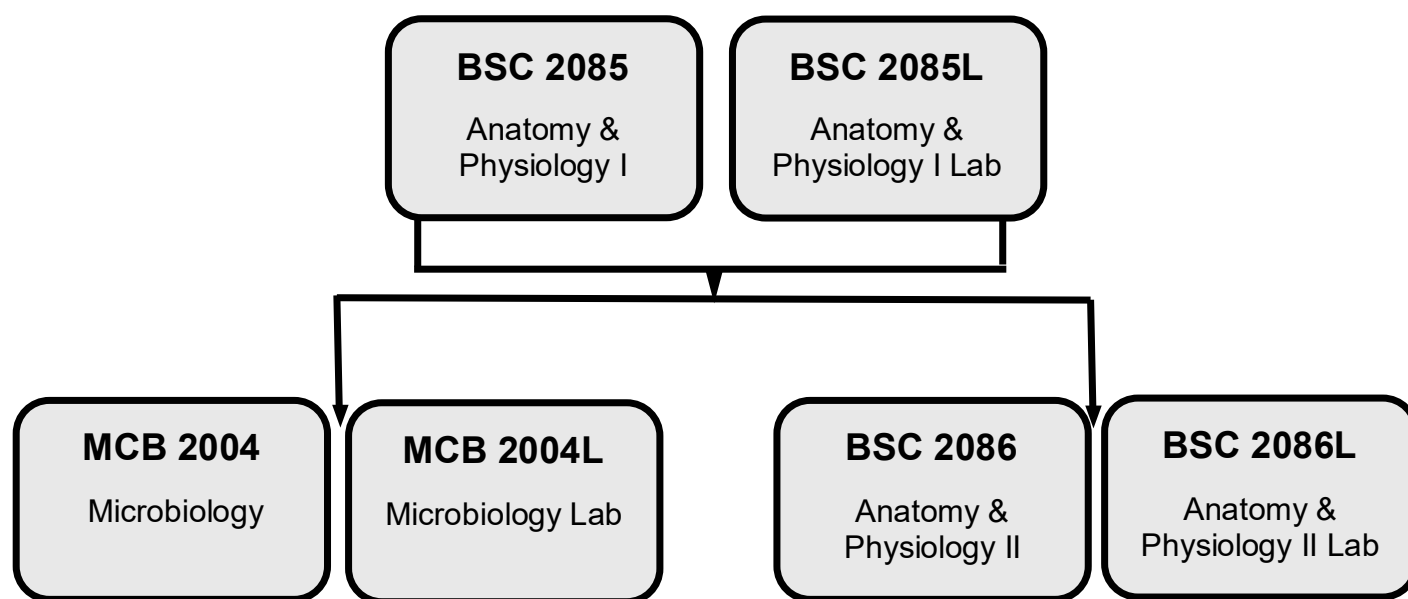 BSC 2085
Anatomy &
Physiology I
BSC 2085L
Anatomy &
Physiology I Lab
MCB 2004
Microbiology
MCB 2004L
Microbiology Lab
BSC 2086
Anatomy &
Physiology II
BSC 2086L
Anatomy &
Physiology II Lab